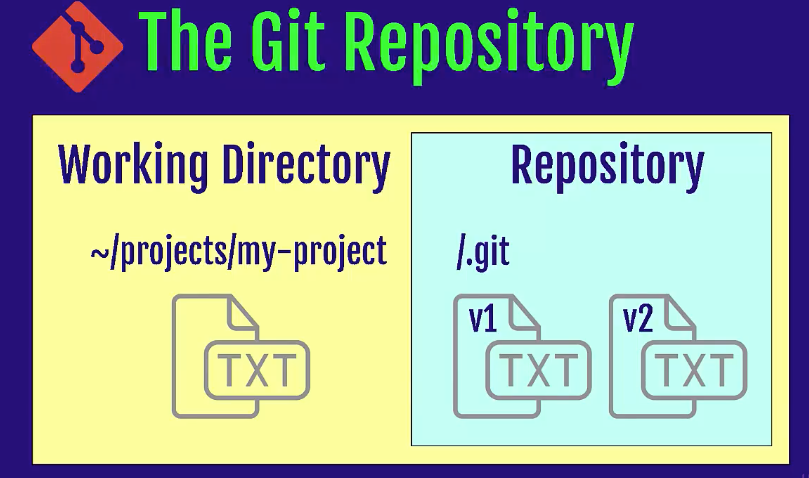 The Git Repository
Working Directory
~/projects/my-project
TXT
Repository
/.git
v1
TXT
v2
TXT